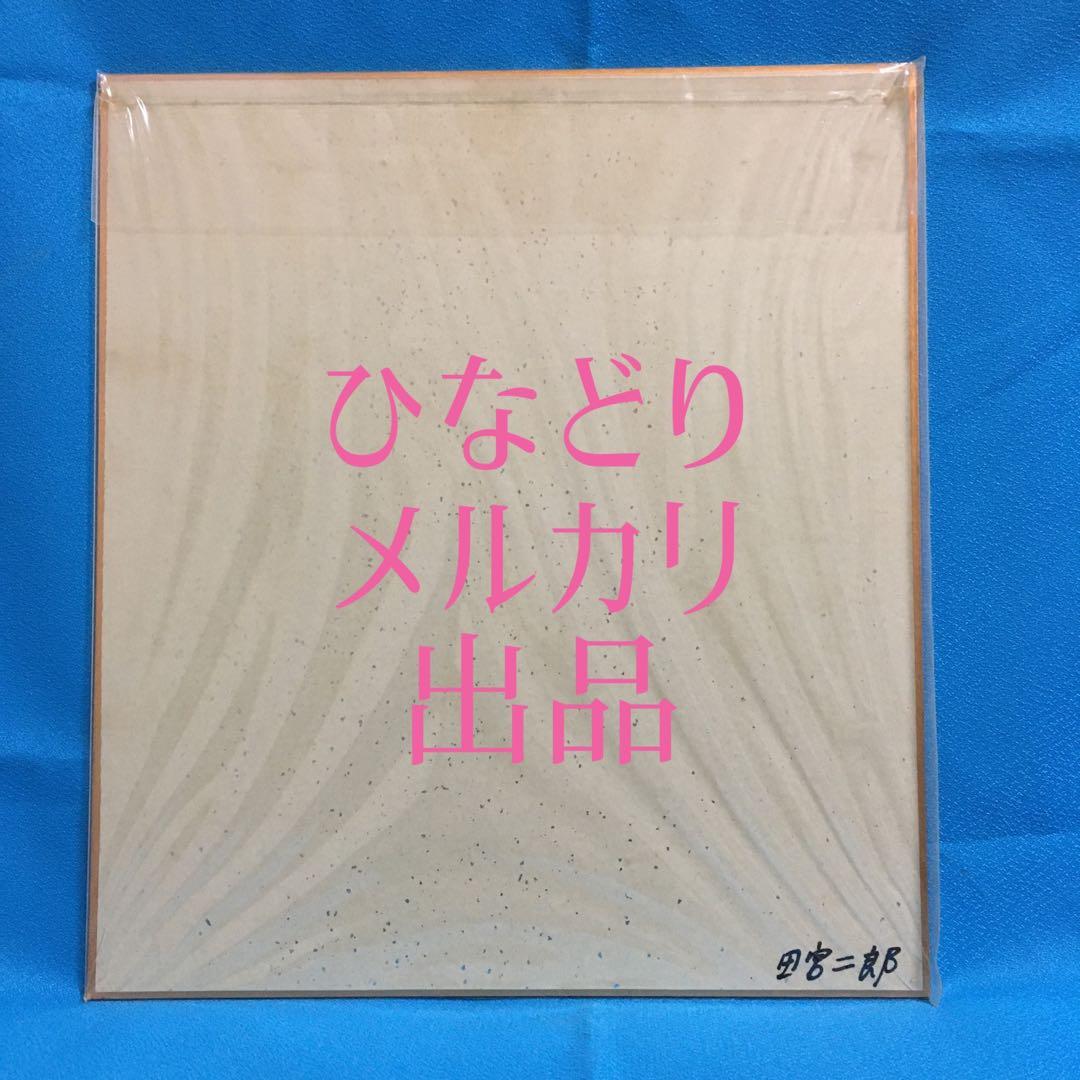 ひなどり
メルカリ
出品
田宮二郎